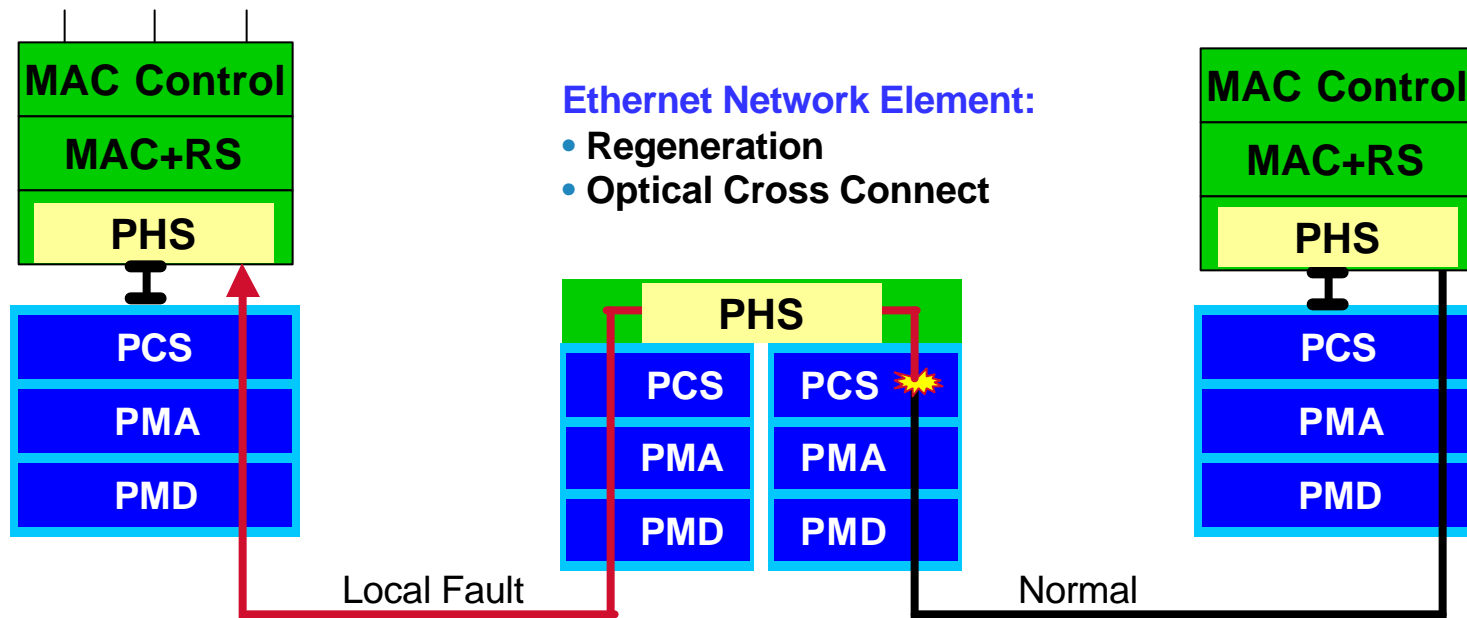 MAC Control
MAC+RS
PHS
PCS
PMA
PMD
Local Fault
Ethernet Network Element:
• Regeneration
• Optical Cross Connect
PHS
PCS PCS
PMA PMA
PMD PMD
Normal
MAC Control
MAC+RS
PHS
PCS
PMA
PMD